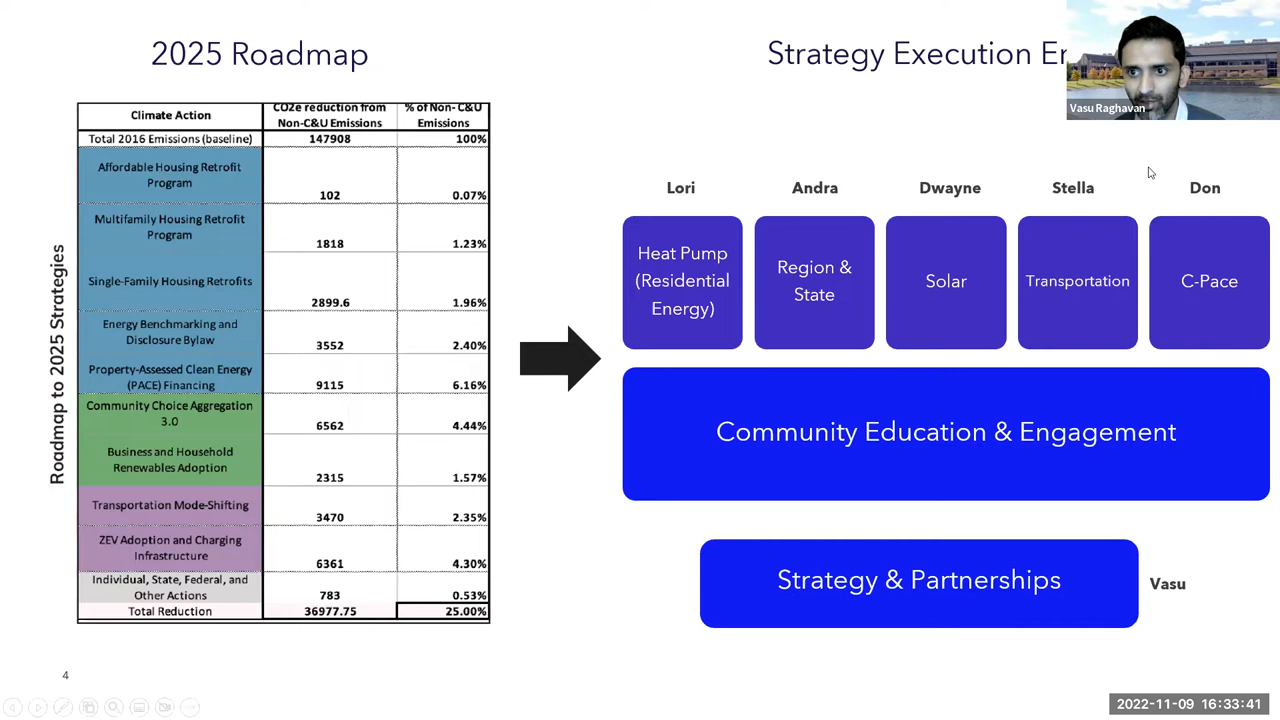 2025 Roadmap
Strategy Execution
Vasu Raghavan
Roadmap to 2025 Strategies
Climate Action
CO2e reduction from
Non-C&U Emissions
% of Non- C&U
Emissions
Total 2016 Emissions (baseline)
147908
100%
Affordable Housing Retrofit
Program
102
0.07%
Multifamily Housing Retrofit
Program
1818
1.23%
Single-Family Housing Retrofits
2899.6
1.96%
Energy Benchmarking and
Disclosure Bylaw
3552
2.40%
Property-Assessed Clean Energy
(PACE) Financing
9115
6.16%
Community Choice Aggregation
3.0
6562
4.44%
Business and Household
Renewables Adoption
2315
1.57%
Transportation Mode-Shifting
3470
2.35%
ZEV Adoption and Charging
Infrastructure
6361
4.30%
Individual, State, Federal, and
Other Actions
783
0.53%
Total Reduction
36977.75
25.00%
Lori
Andra
Dwayne
Stella
Don
Heat Pump
(Residential
Energy)
Region &
State
Solar
Transportation
C-Pace
Community Education & Engagement
Strategy & Partnerships
Vasu
4
2022-11-09 16:33:41